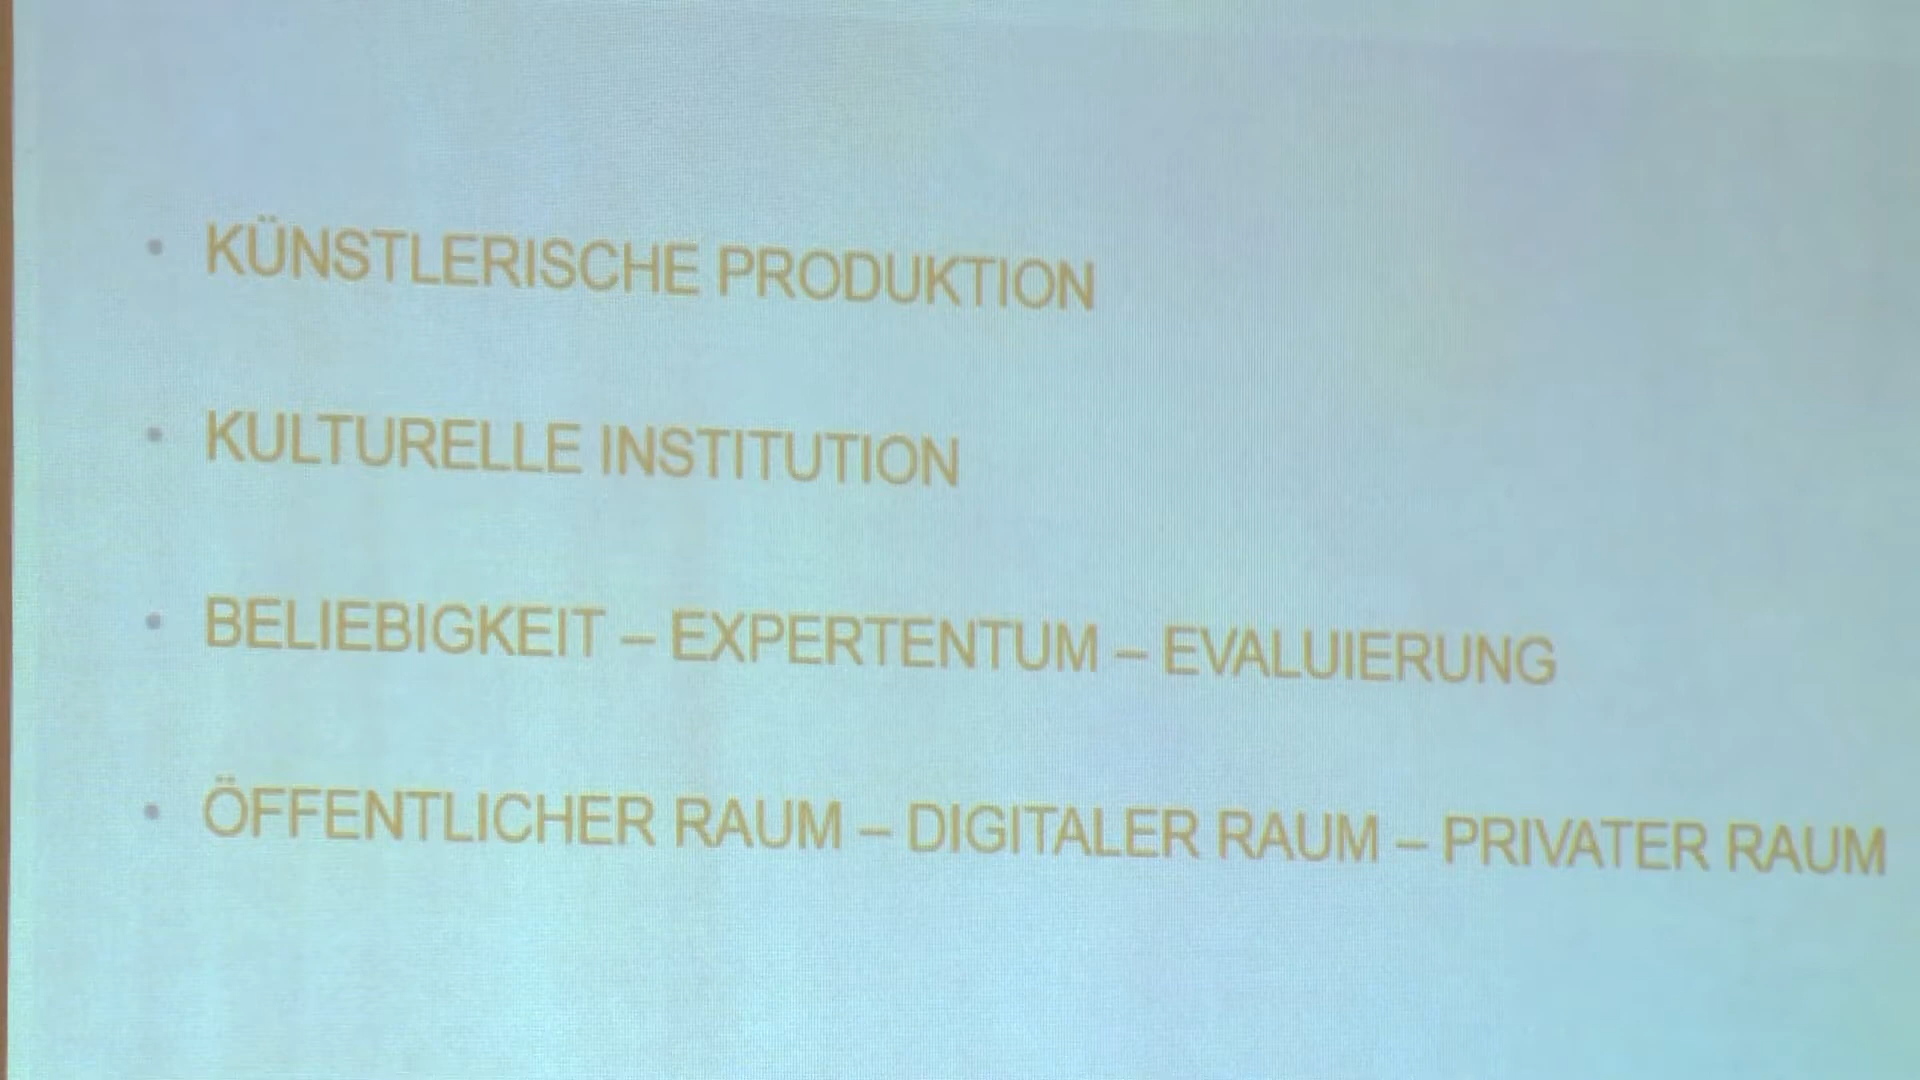 • KÜNSTLERISCHE PRODUKTION
• KULTURELLE INSTITUTION
• BELIEBIGKEIT – EXPERTENTUM – EVALUIERUNG
• ÖFFENTLICHER RAUM – DIGITALER RAUM – PRIVATER RAUM